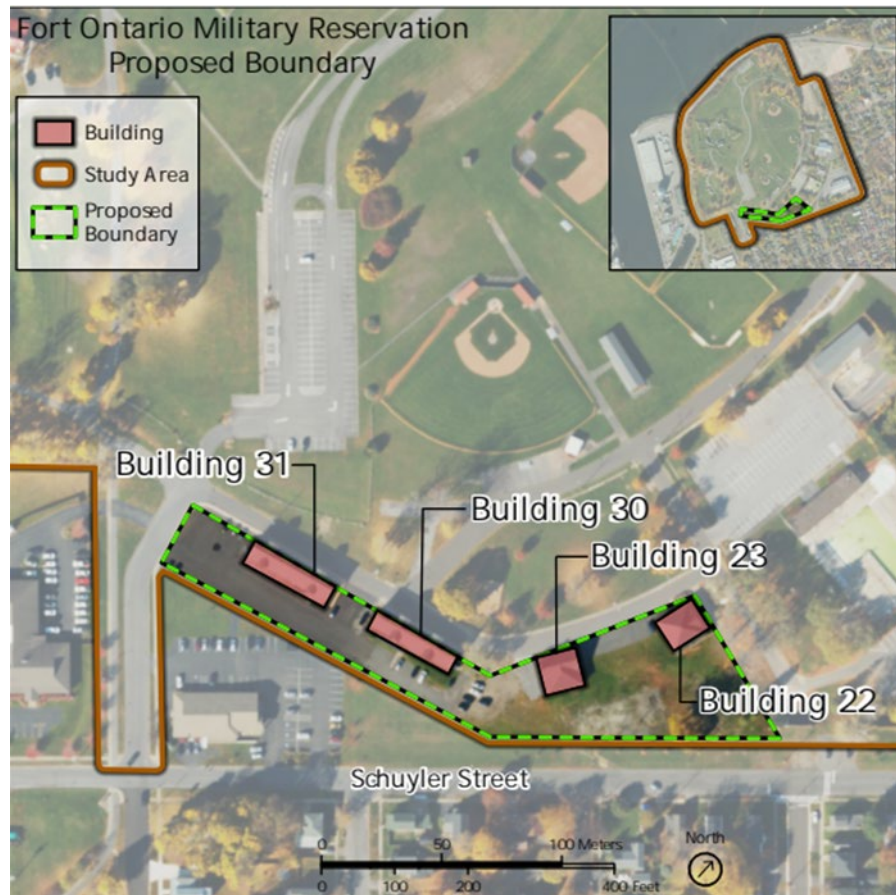 Fort Ontario Military Reservation
Proposed Boundary
Building
Study Area
Proposed
Boundary
Building 31
Building 30
Building 23
Building 22
Schuyler Street
0 50 100 Meters
0 100 200 400 Feet
North